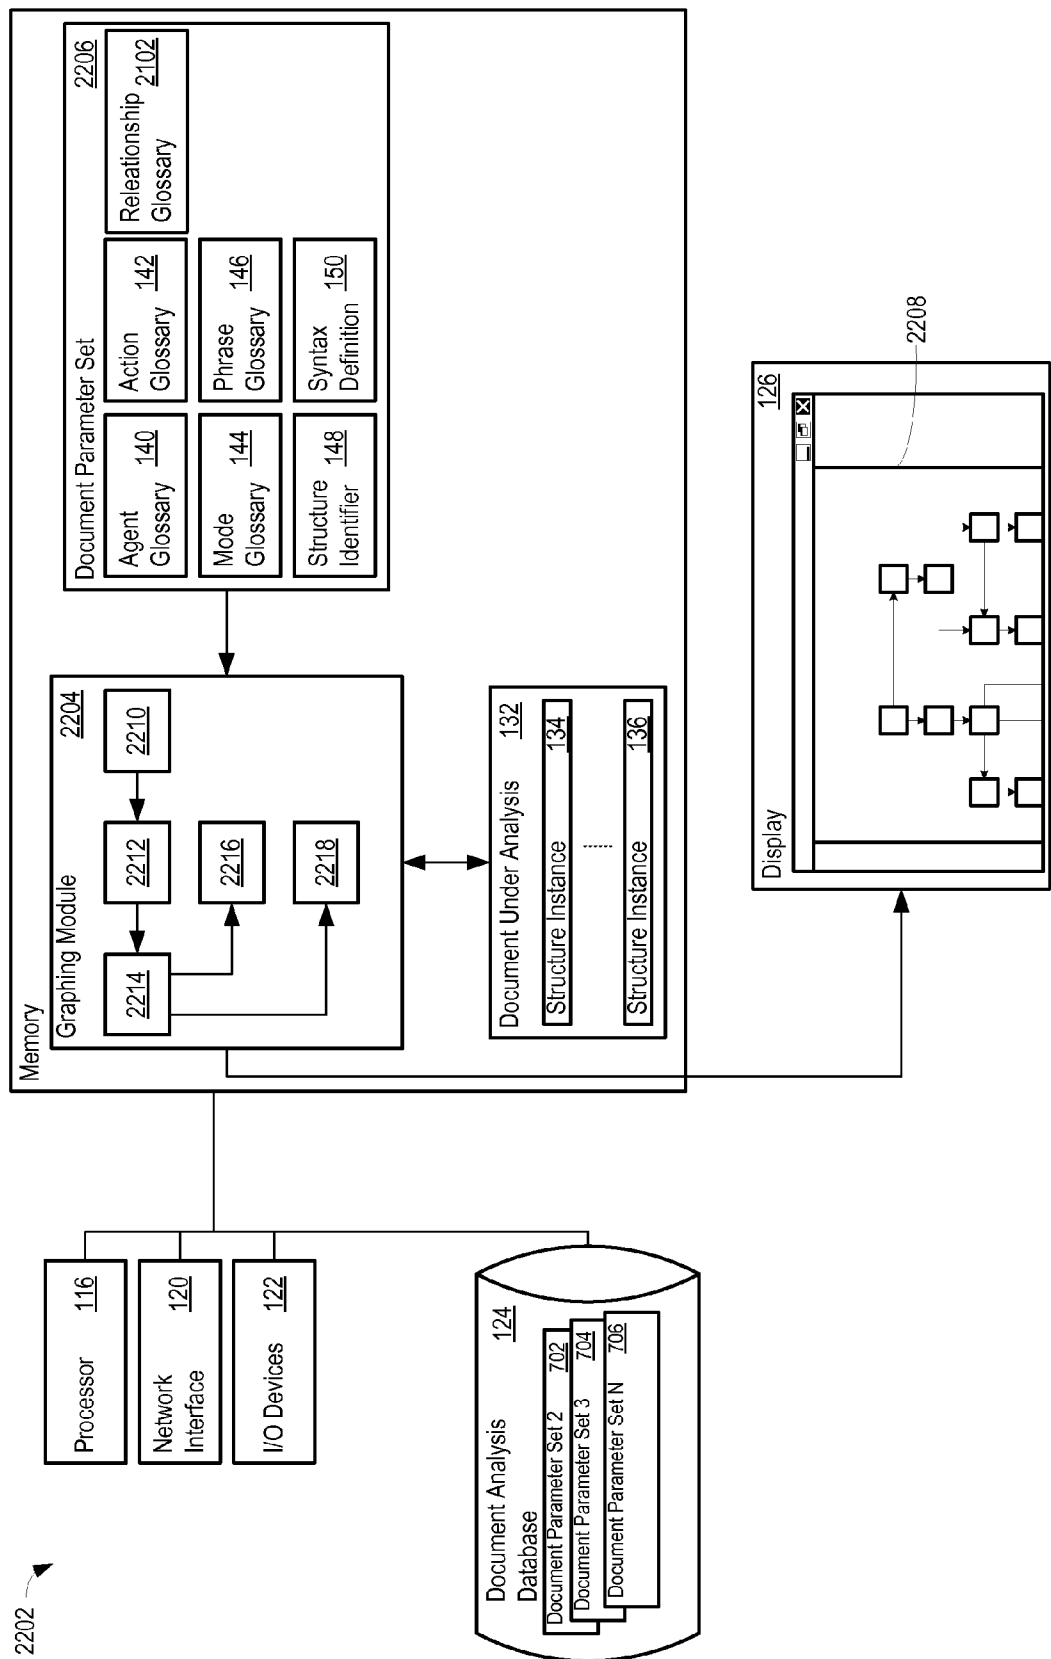 2202
Processor 116
Network
Interface 120
I/O Devices 122
Document Analysis
Database 124
Document Parameter Set 2 702
Document Parameter Set 3 704
Document Parameter Set N 706
Memory
Graphing Module 2204
2214
2212
2210
2216
2218
Document Parameter Set 2206
Agent
Glossary 140
Action
Glossary 142
Releationship
Glossary 2102
Mode
Glossary 144
Phrase
Glossary 146
Structure
Identifier 148
Syntax
Definition 150
Document Under Analysis 132
Structure Instance 134
Structure Instance 136
Display 126
2208